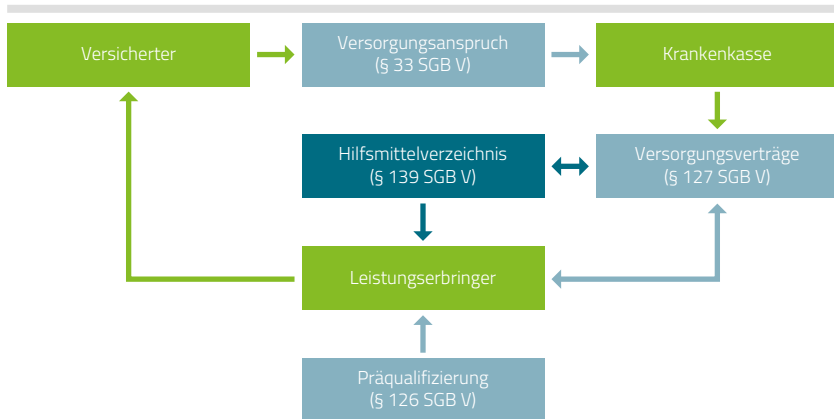 Versicherter
Versorgungsanspruch
(§ 33 SGB V)
Krankenkasse
Hilfsmittelverzeichnis
(§ 139 SGB V)
Versorgungsverträge
(§ 127 SGB V)
Leistungserbringer
Präqualifizierung
(§ 126 SGB V)